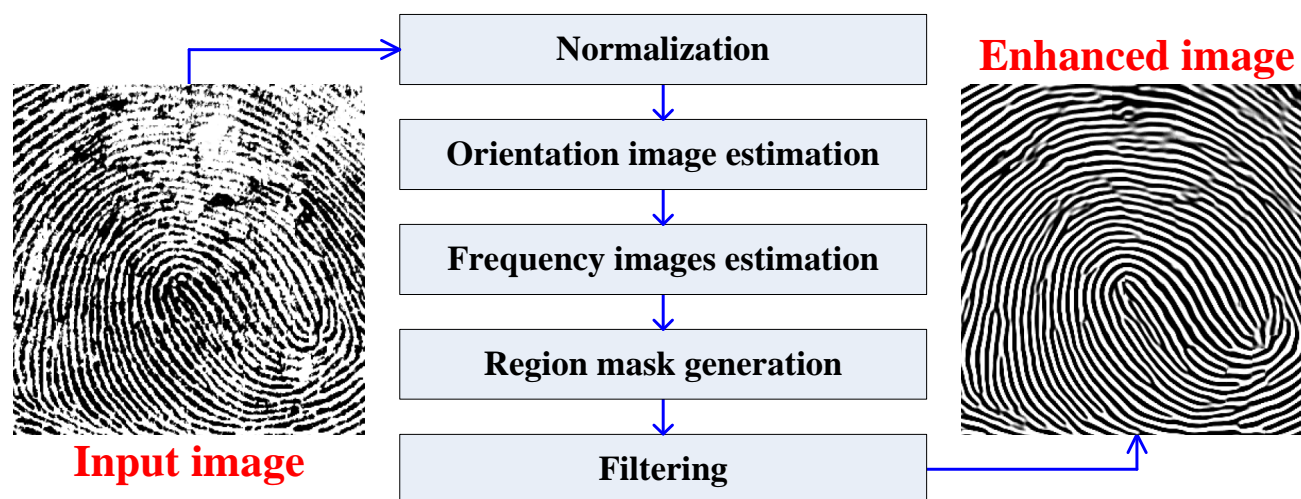 Normalization
Enhanced image
Orientation image estimation
Frequency images estimation
Region mask generation
Input image
Filtering